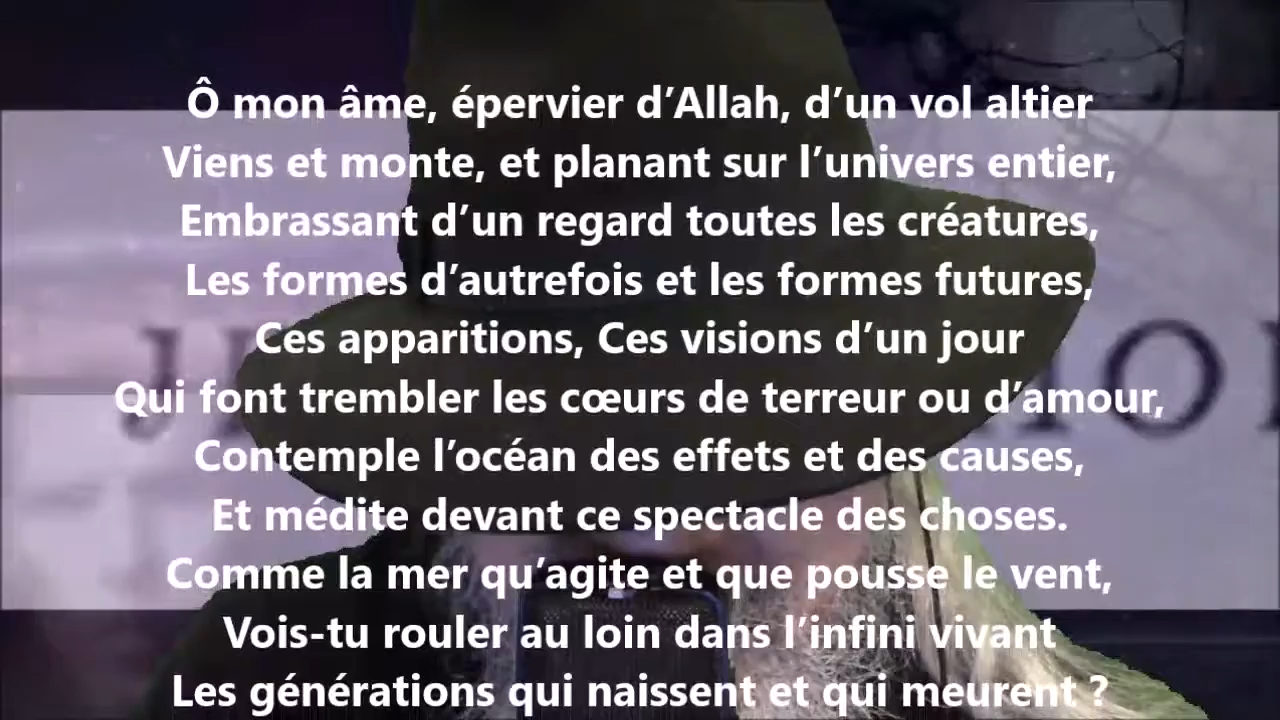 Ô mon âme, épervier d’Allah, d’un vol altier
Viens et monte, et planant sur l’univers entier,
Embrassant d’un regard toutes les créatures,
Les formes d’autrefois et les formes futures,
Ces apparitions, Ces visions d’un jour
Qui font trembler les cœurs de terreur ou d’amour,
Contemple l’océan des effets et des causes,
Et médite devant ce spectacle des choses.
Comme la mer qu’agite et que pousse le vent,
Vois-tu rouler au loin dans l’infini vivant
Les générations qui naissent et qui meurent ?